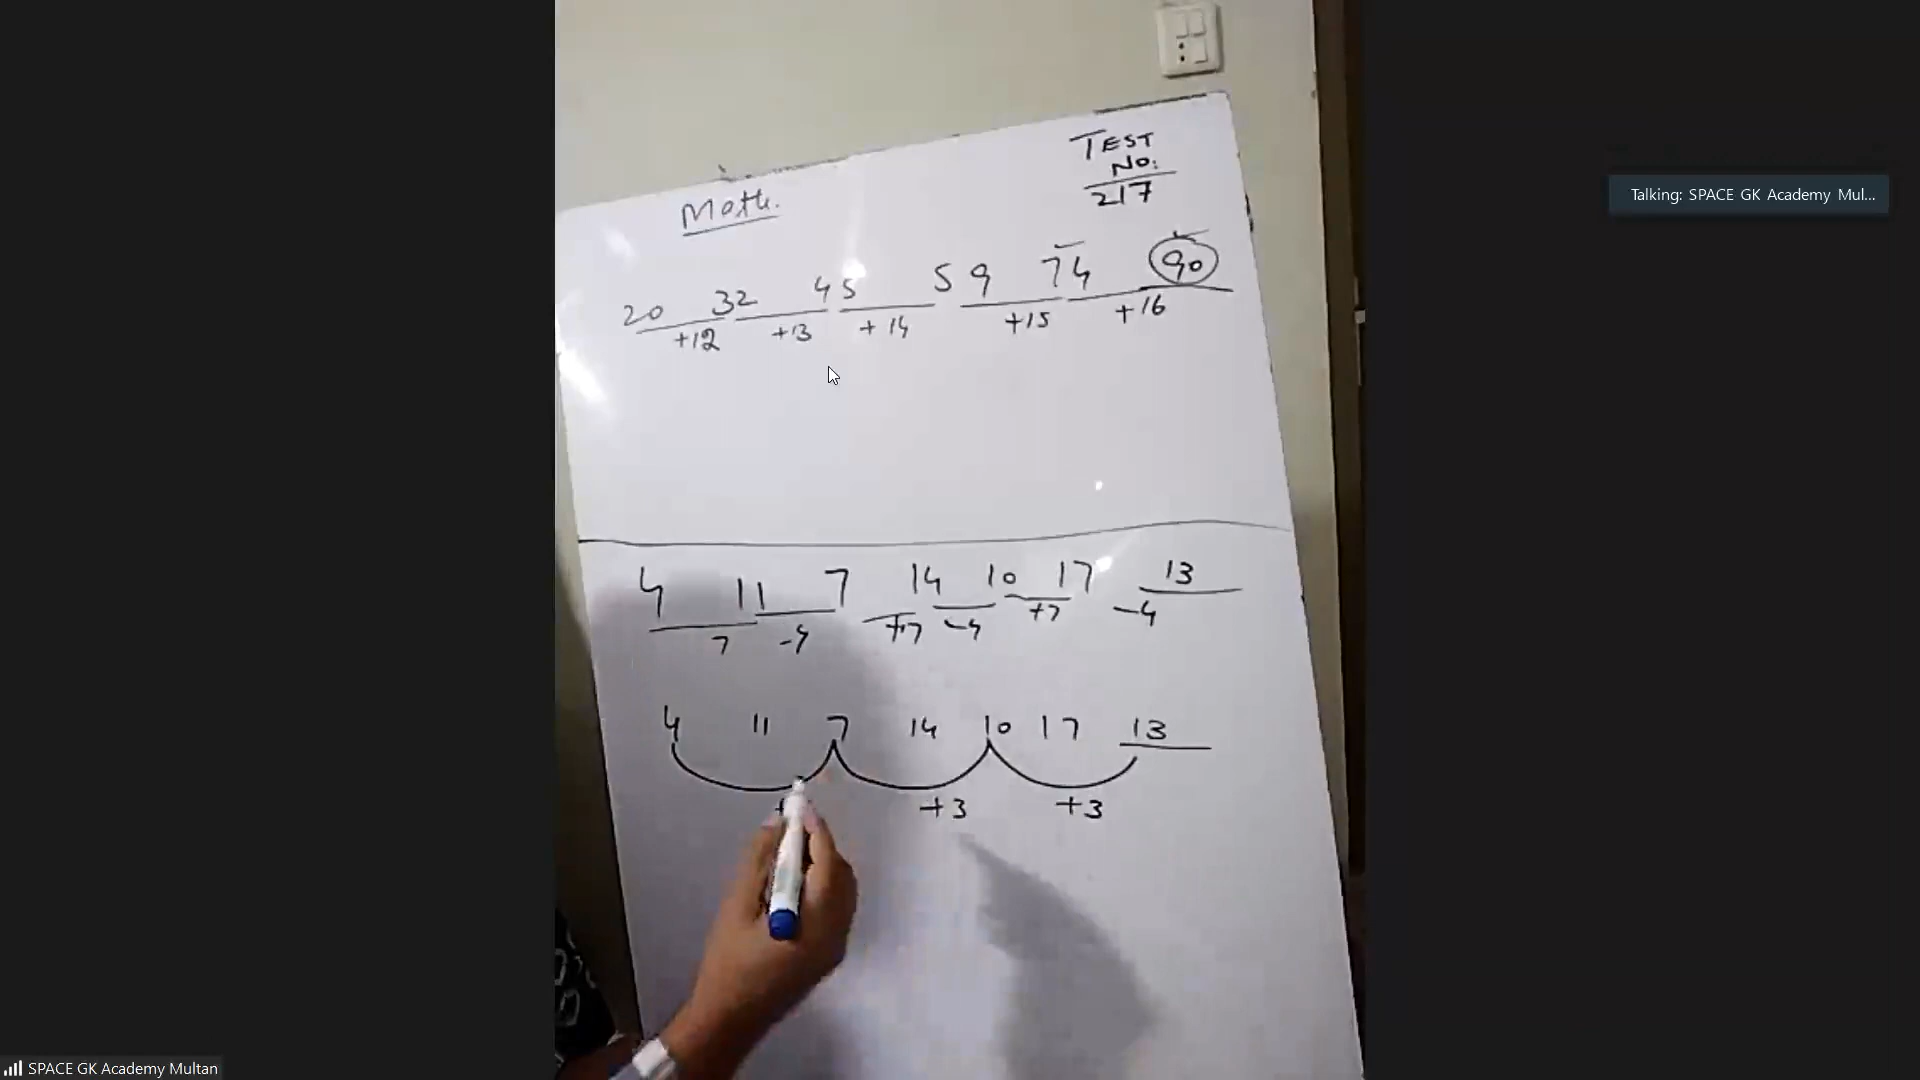 TEST
No:
217
Math.
20 32 45 59 74 90
+12 +13 +14 +15 +16
4 11 7 14 10 17 13
7 -4 +7 -4 +7 -4
4 11 7 14 10 17 13
+3 +3
Talking: SPACE GK Academy Mul...
SPACE GK Academy Multan